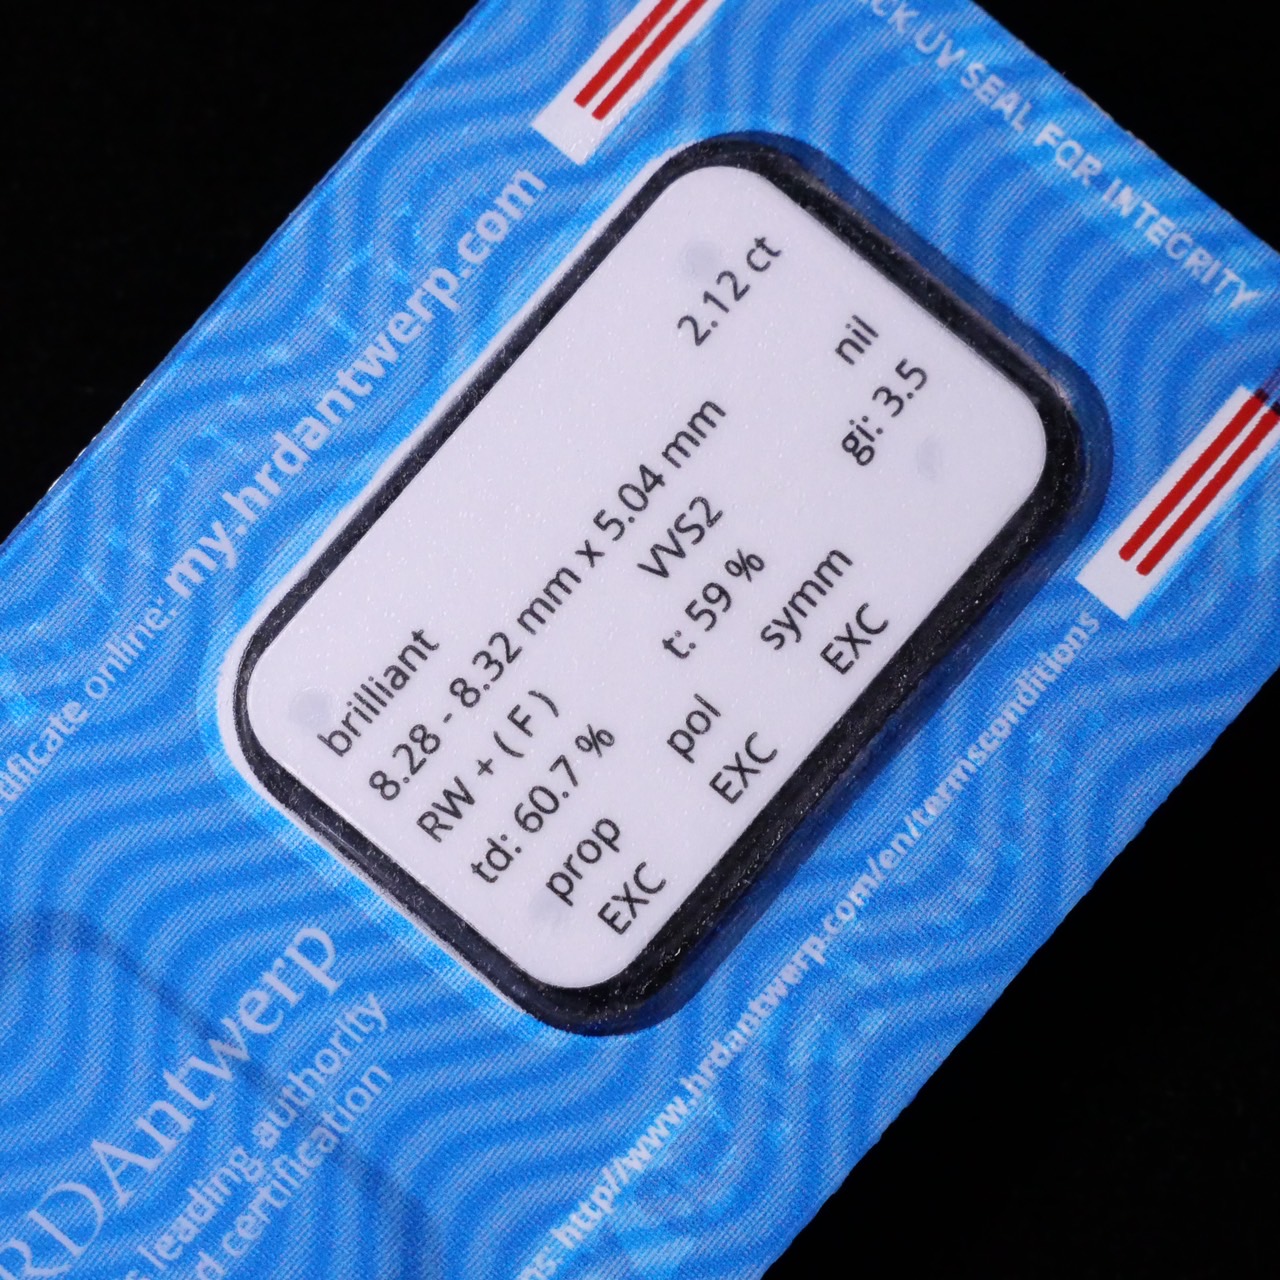 UV SEAL FOR INTEGRITY
online: my.hrdantwerp.com
brilliant 2.12 ct
8.28 - 8.32 mm x 5.04 mm
RW + ( F ) VVS2 nil
td: 60.7 % t: 59 % gi: 3.5
prop pol symm
EXC EXC EXC
Antwerp
leading authority
certification
http//www.hrdantwerp.com/en/termsconditions